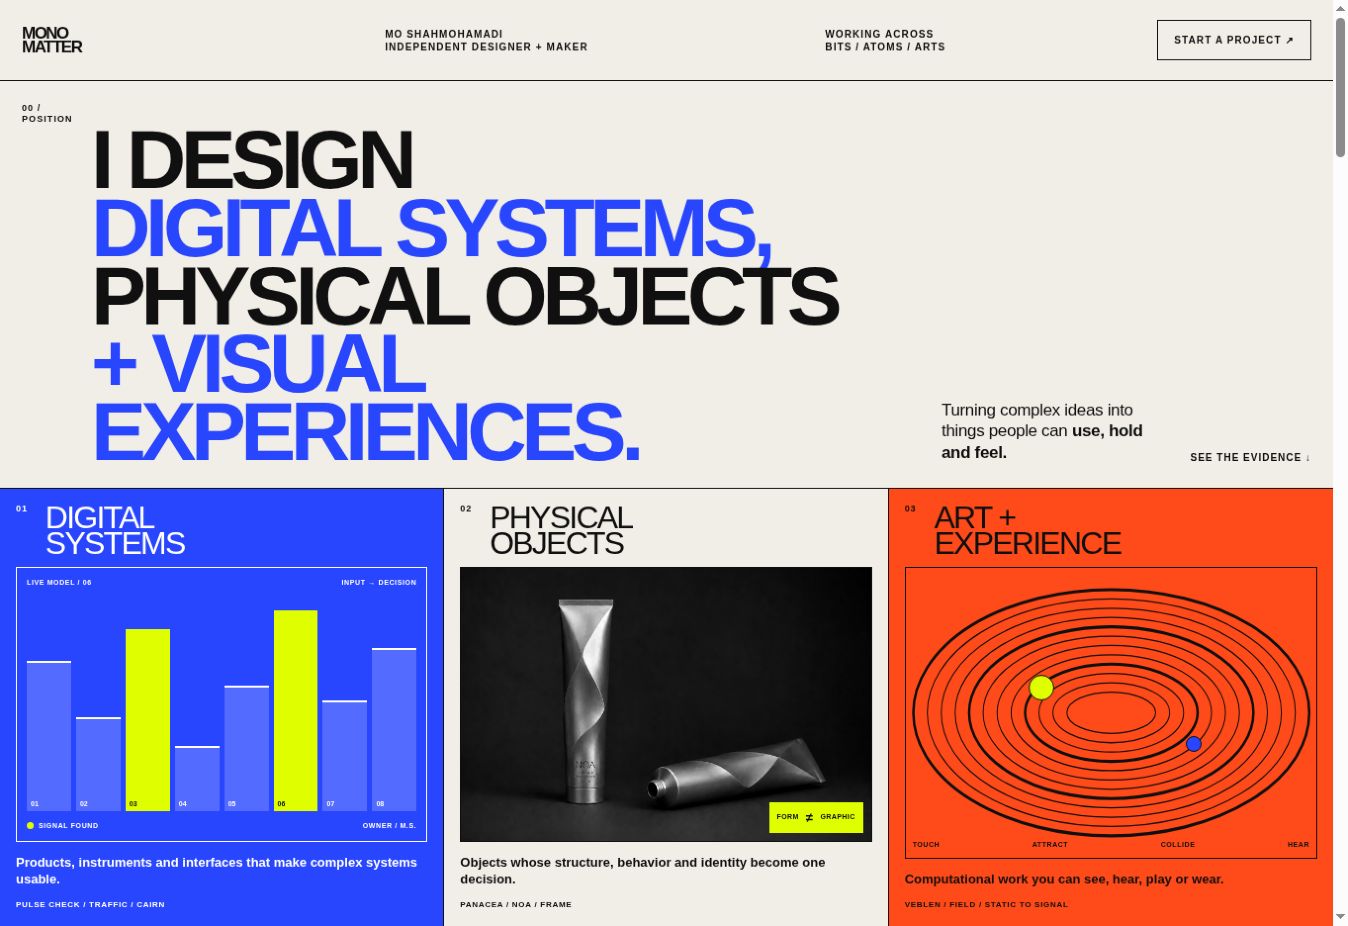 MONO
MATTER
MO SHAHMOHAMADI
INDEPENDENT DESIGNER + MAKER
WORKING ACROSS
BITS / ATOMS / ARTS
START A PROJECT ↗
00 /
POSITION
I DESIGN
DIGITAL SYSTEMS,
PHYSICAL OBJECTS
+ VISUAL
EXPERIENCES.
Turning complex ideas into
things people can use, hold
and feel.
SEE THE EVIDENCE ↓
01
DIGITAL
SYSTEMS
LIVE MODEL / 06
INPUT → DECISION
01
02
03
04
05
06
07
08
SIGNAL FOUND
OWNER / M.S.
Products, instruments and interfaces that make complex systems
usable.
PULSE CHECK / TRAFFIC / CAIRN
02
PHYSICAL
OBJECTS
NOA
FORM ≠ GRAPHIC
Objects whose structure, behavior and identity become one
decision.
PANACEA / NOA / FRAME
03
ART +
EXPERIENCE
TOUCH
ATTRACT
COLLIDE
HEAR
Computational work you can see, hear, play or wear.
VEBLEN / FIELD / STATIC TO SIGNAL